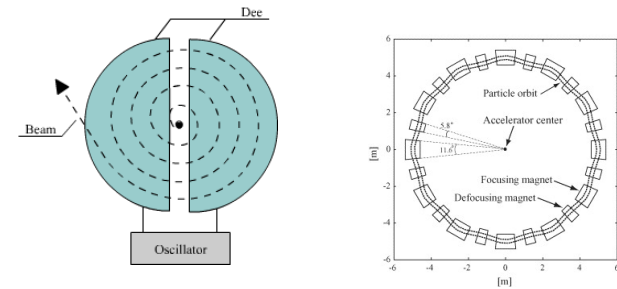 Dee
Beam
Oscillator
6
4
2
0
-2
-4
-6
[m]
-6 -4 -2 0 2 4 6
[m]
Particle orbit
Accelerator center
5.8°
11.6°
Focusing magnet
Defocusing magnet